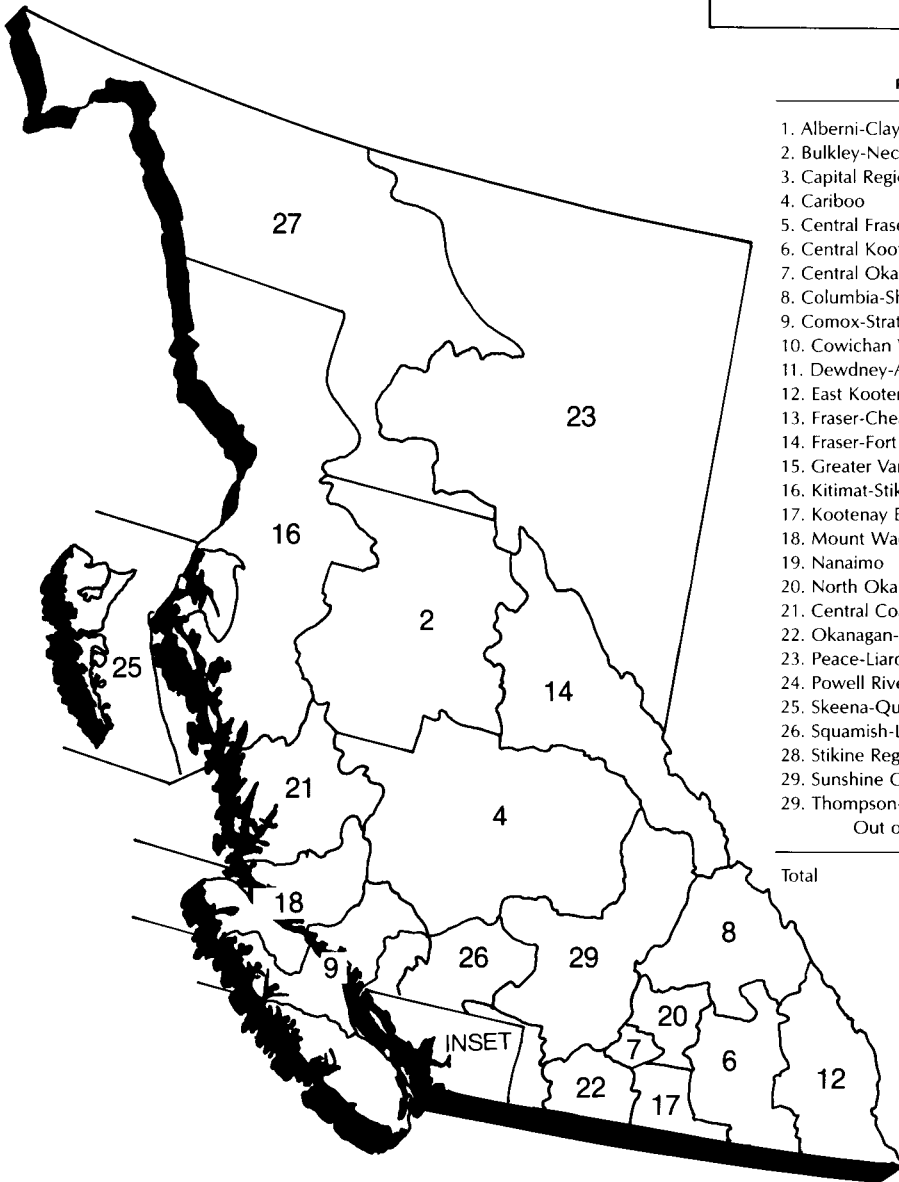 1. Alberni-Clay
2. Bulkley-Nec
3. Capital Regi
4. Cariboo
5. Central Frase
6. Central Koot
7. Central Oka
8. Columbia-Sh
9. Comox-Strat
10. Cowichan
11. Dewdney-A
12. East Kooten
13. Fraser-Chea
14. Fraser-Fort
15. Greater Van
16. Kitimat-Stik
17. Kootenay B
18. Mount Wad
19. Nanaimo
20. North Oka
21. Central Coa
22. Okanagan-
23. Peace-Liard
24. Powell Rive
25. Skeena-Qu
26. Squamish-L
28. Stikine Reg
29. Sunshine C
29. Thompson-
Out o
Total
27
23
16
2
25
14
21
4
18
8
9
26
29
20
INSET
7
6
12
22
17